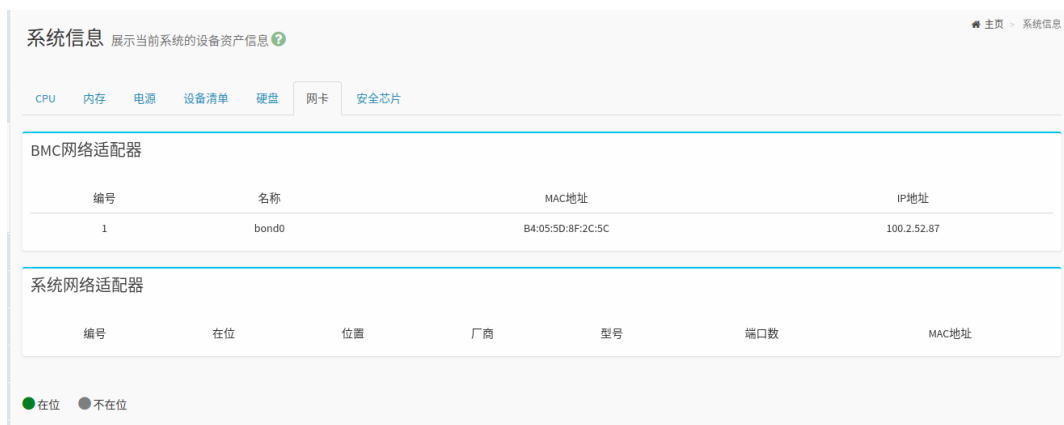 主页 > 系统信息
系统信息 展示当前系统的设备资产信息
CPU 内存 电源 设备清单 硬盘 网卡 安全芯片
BMC网络适配器
编号 名称 MAC地址 IP地址
1 bond0 B4:05:5D:8F:2C:5C 100.2.52.87
系统网络适配器
编号 在位 位置 厂商 型号 端口数 MAC地址
在位 不在位